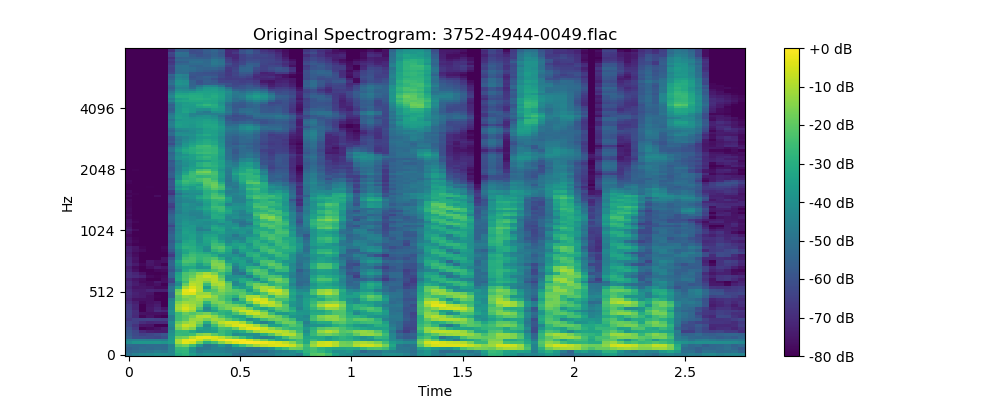 Original Spectrogram: 3752-4944-0049.flac
Hz
4096
2048
1024
512
0
0 0.5 1 1.5 2 2.5
Time
+0 dB
-10 dB
-20 dB
-30 dB
-40 dB
-50 dB
-60 dB
-70 dB
-80 dB